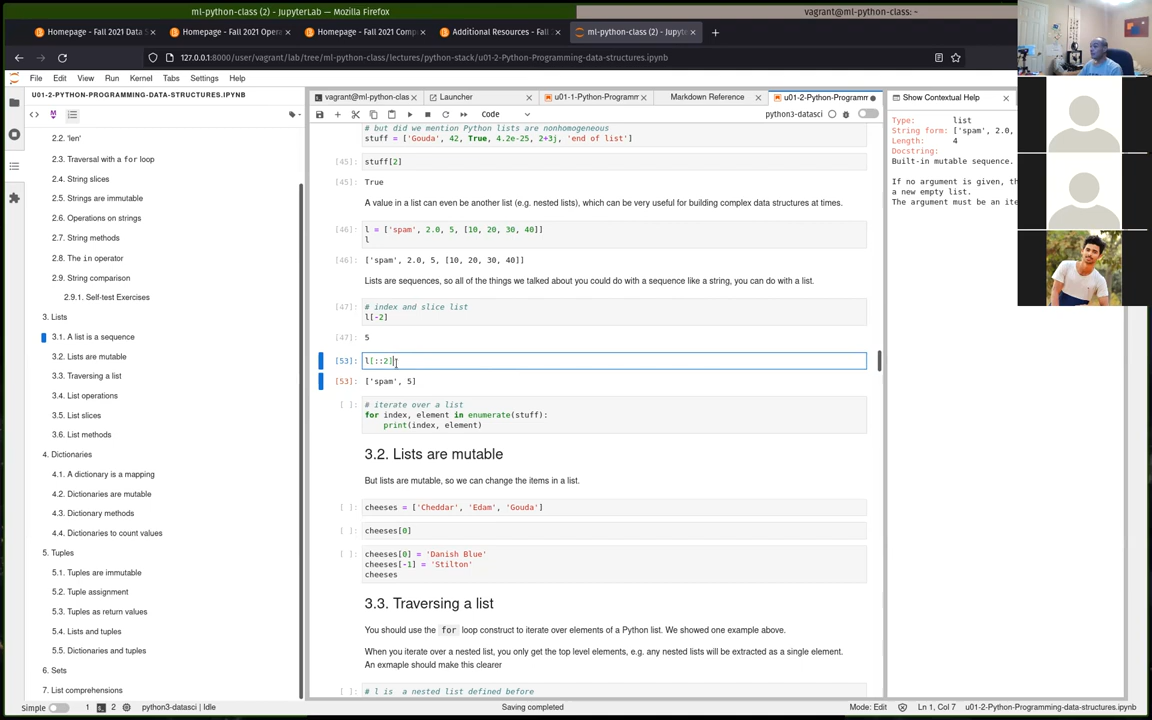 ml-python-class (2) - JupyterLab — Mozilla Firefox
vagrant@ml-python-class: ~
Homepage - Fall 2021 Data S
Homepage - Fall 2021 Opera
Homepage - Fall 2021 Comp
Additional Resources - Fall
ml-python-class (2) - Jupyte
127.0.0.1:8000/user/vagrant/lab/tree/ml-python-class/lectures/python-stack/u01-2-Python-Programming-data-structures.ipynb
File Edit View Run Kernel Tabs Settings Help
U01-2-PYTHON-PROGRAMMING-DATA-STRUCTURES.IPYNB
2.2. 'len'
2.3. Traversal with a for loop
2.4. String slices
2.5. Strings are immutable
2.6. Operations on strings
2.7. String methods
2.8. The in operator
2.9. String comparison
2.9.1. Self-test Exercises
3. Lists
3.1. A list is a sequence
3.2. Lists are mutable
3.3. Traversing a list
3.4. List operations
3.5. List slices
3.6. List methods
4. Dictionaries
4.1. A dictionary is a mapping
4.2. Dictionaries are mutable
4.3. Dictionary methods
4.4. Dictionaries to count values
5. Tuples
5.1. Tuples are immutable
5.2. Tuple assignment
5.3. Tuples as return values
5.4. Lists and tuples
5.5. Dictionaries and tuples
6. Sets
7. List comprehensions
vagrant@ml-python-clas
Launcher
u01-1-Python-Programm
Markdown Reference
u01-2-Python-Programm
Code
python3-datasci
# but did we mention Python lists are nonhomogeneous
stuff = ['Gouda', 42, True, 4.2e-25, 2+3j, 'end of list']
[45]: stuff[2]
[45]: True
A value in a list can even be another list (e.g. nested lists), which can be very useful for building complex data structures at times.
[46]: l = ['spam', 2.0, 5, [10, 20, 30, 40]]
l
[46]: ['spam', 2.0, 5, [10, 20, 30, 40]]
Lists are sequences, so all of the things we talked about you could do with a sequence like a string, you can do with a list.
[47]: # index and slice list
l[-2]
[47]: 5
[53]: l[::2]
[53]: ['spam', 5]
[ ]: # iterate over a list
for index, element in enumerate(stuff):
print(index, element)
3.2. Lists are mutable
But lists are mutable, so we can change the items in a list.
[ ]: cheeses = ['Cheddar', 'Edam', 'Gouda']
[ ]: cheeses[0]
[ ]: cheeses[0] = 'Danish Blue'
cheeses[-1] = 'Stilton'
cheeses
3.3. Traversing a list
You should use the for loop construct to iterate over elements of a Python list. We showed one example above.
When you iterate over a nested list, you only get the top level elements, e.g. any nested lists will be extracted as a single element.
An exmaple should make this clearer
[ ]: # l is a nested list defined before
Show Contextual Help
Type: list
String form: ['spam', 2.0,
Length: 4
Docstring:
Built-in mutable sequence.
If no argument is given, th
a new empty list.
The argument must be an ite
Simple 1 2 python3-datasci | Idle
Saving completed
Mode: Edit Ln 1, Col 7 u01-2-Python-Programming-data-structures.ipynb